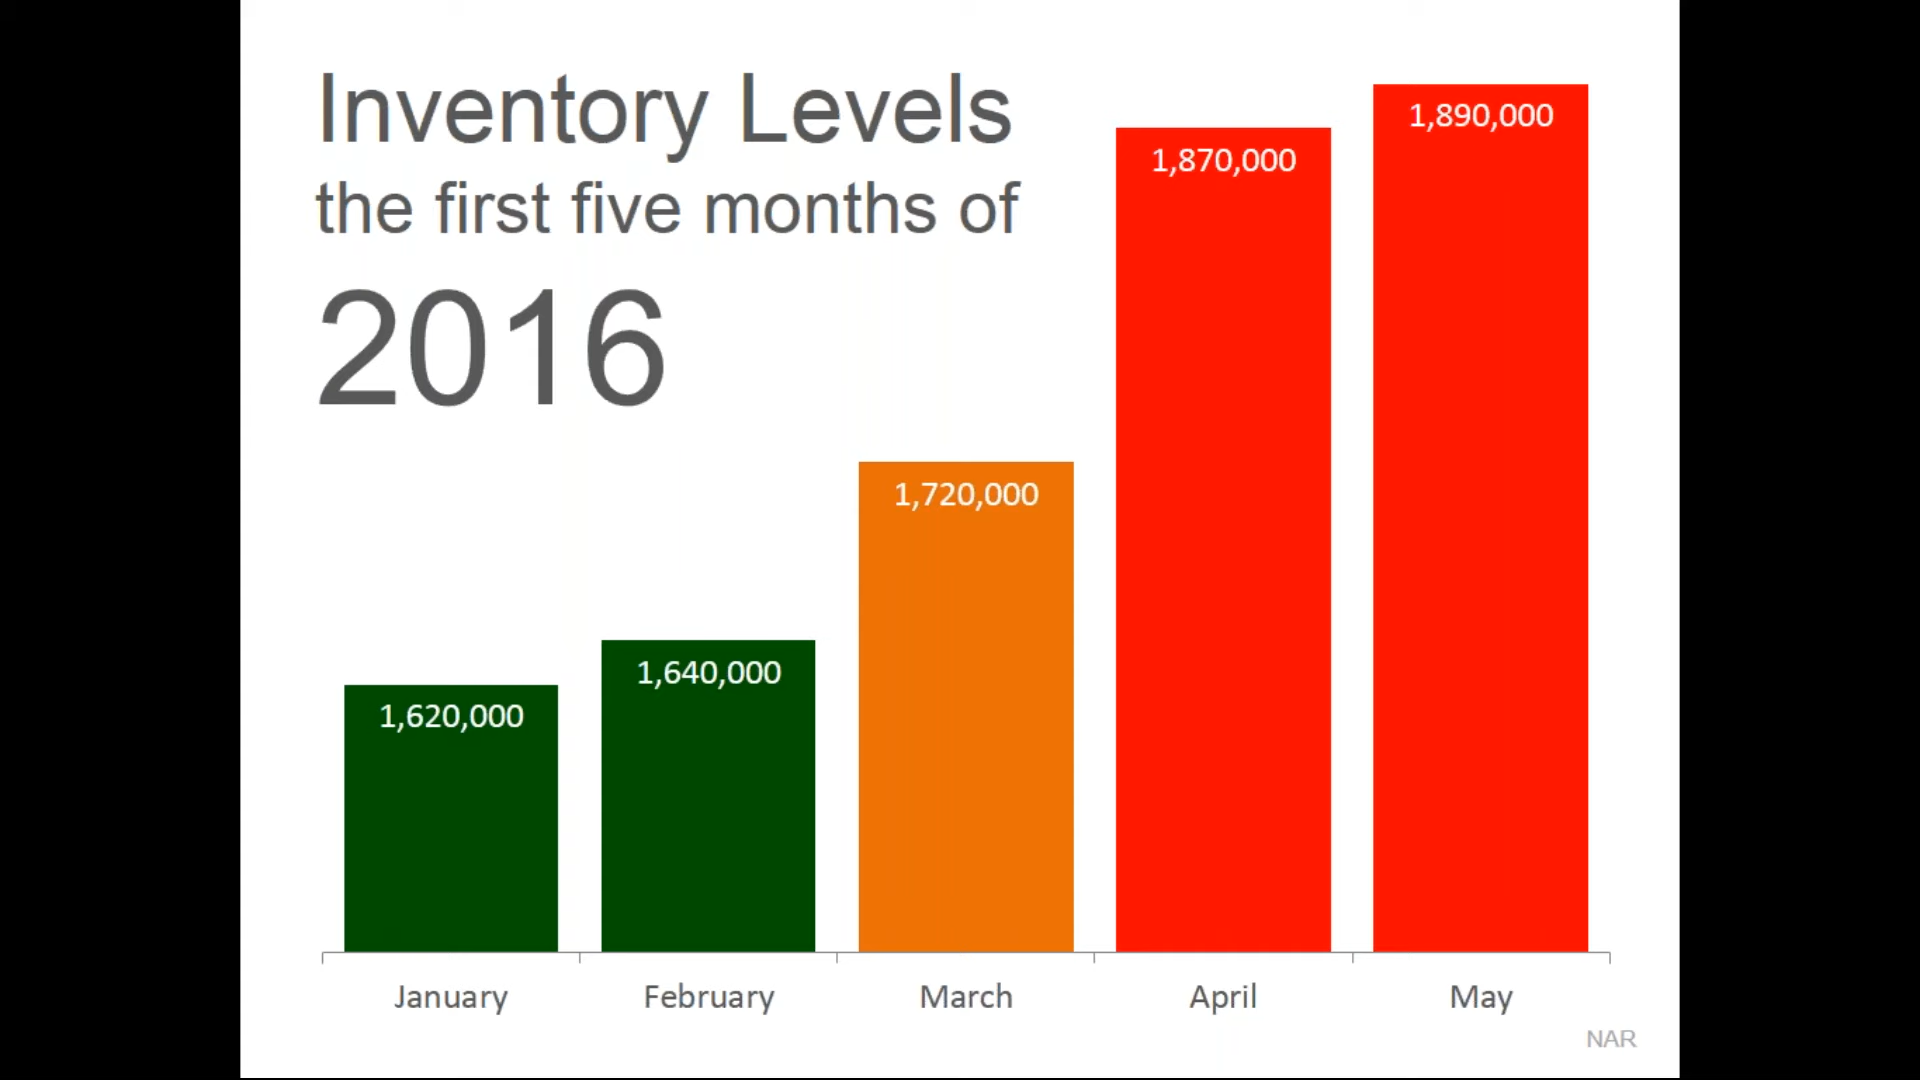 Inventory Levels
the first five months of
2016
1,890,000
1,870,000
1,720,000
1,640,000
1,620,000
January February March April May
NAR